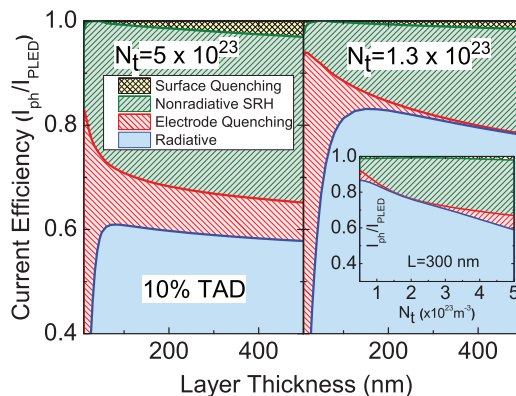 1.0
N_t=5 x 10^23
N_t=1.3 x 10^23
Surface Quenching
Nonradiative SRH
Electrode Quenching
Radiative
Current Efficiency (I_ph/I_PLED)
0.8
0.6
0.4
10% TAD
1.0
0.8
0.6
0.4
I_ph/I_PLED
L=300 nm
1 2 3 4 5
N_t (x10^23 m^-3)
200 400 200 400
Layer Thickness (nm)